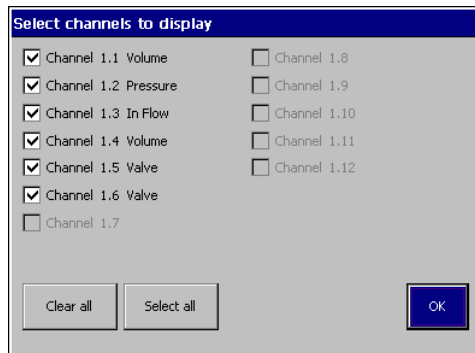 Select channels to display
Channel 1.1 Volume
Channel 1.2 Pressure
Channel 1.3 In Flow
Channel 1.4 Volume
Channel 1.5 Valve
Channel 1.6 Valve
Channel 1.7
Channel 1.8
Channel 1.9
Channel 1.10
Channel 1.11
Channel 1.12
Clear all
Select all
OK